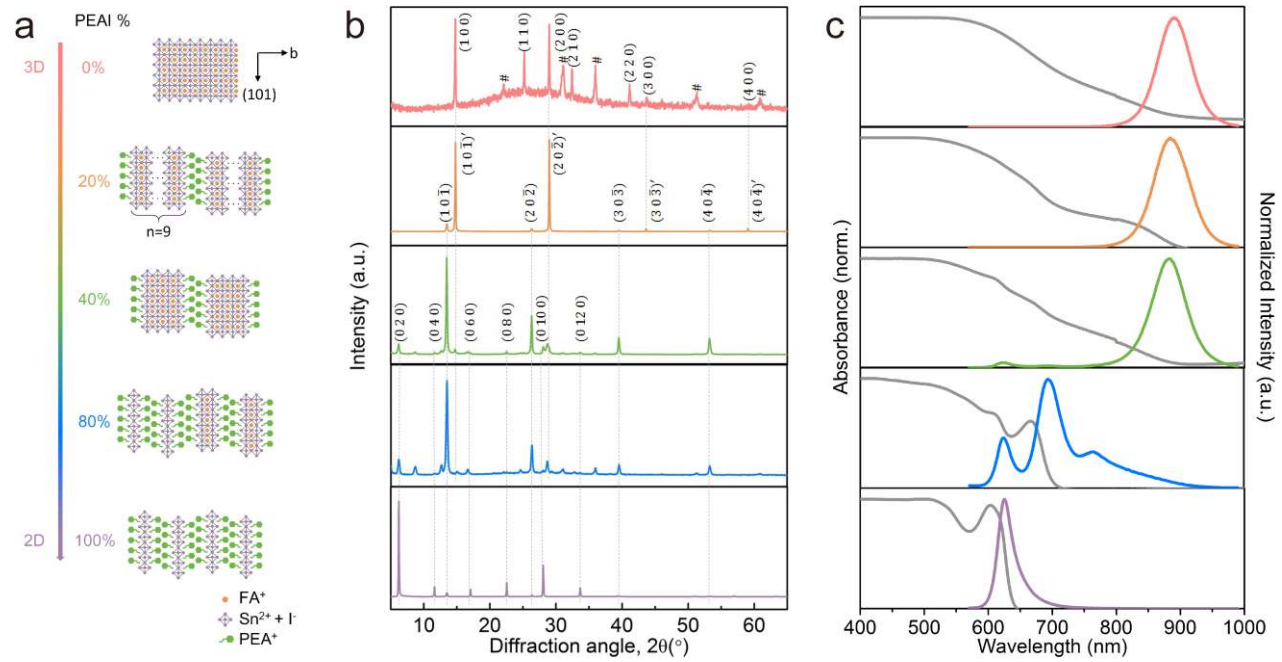 a
PEAI %
3D
0%
b
(101)
20%
n=9
40%
80%
2D
100%
FA⁺
Sn²⁺ + I⁻
PEA⁺
b
Intensity (a.u.)
(1 0 0)
#
(1 1 0)
#
(2 0 0)
(2 1 0)
#
(2 2 0)
(3 0 0)
#
(4 0 0)
#
(1 0 1̅)
(1 0 1̅)′
(2 0 2̅)
(2 0 2̅)′
(3 0 3̅)
(3 0 3̅)′
(4 0 4̅)
(4 0 4̅)′
(0 2 0)
(0 4 0)
(0 6 0)
(0 8 0)
(0 10 0)
(0 12 0)
10 20 30 40 50 60
Diffraction angle, 2θ(°)
c
Absorbance (norm.)
Normalized Intensity (a.u.)
400 500 600 700 800 900 1000
Wavelength (nm)